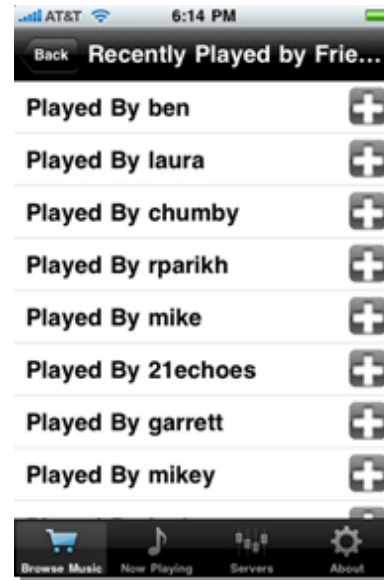 AT&T 6:14 PM
Back Recently Played by Frie...
Played By ben
Played By laura
Played By chumby
Played By rparikh
Played By mike
Played By 21echoes
Played By garrett
Played By mikey
Browse Music Now Playing Servers About